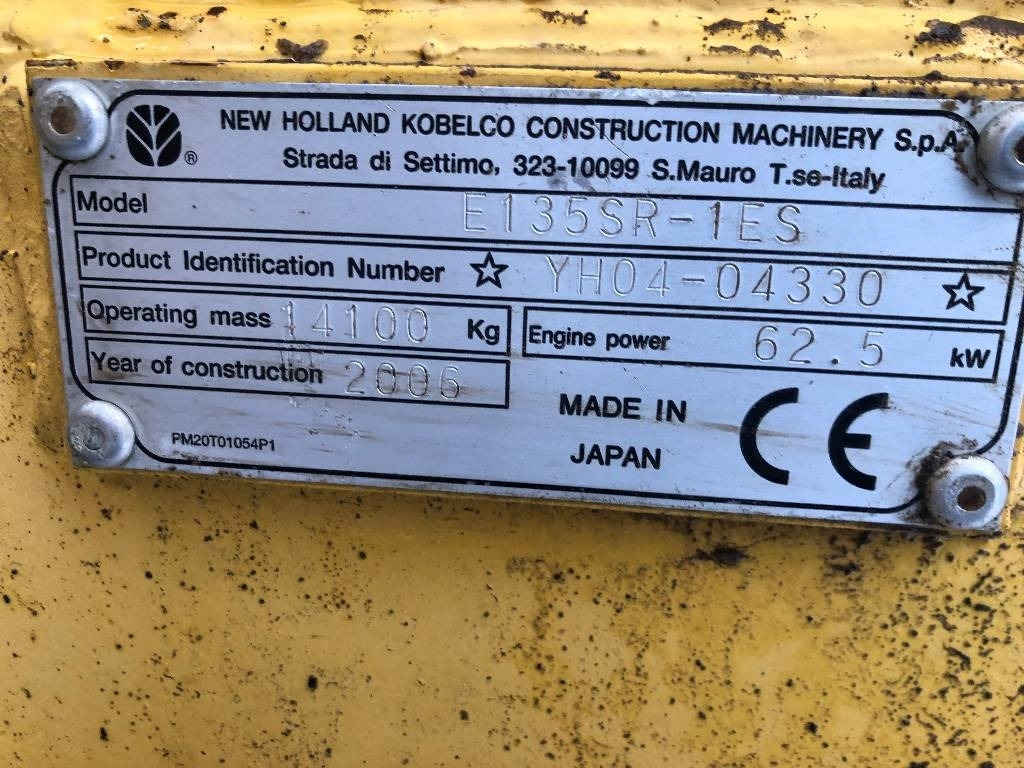 NEW HOLLAND KOBELCO CONSTRUCTION MACHINERY S.p.A.
® Strada di Settimo, 323-10099 S.Mauro T.se-Italy
Model E135SR-1ES
Product Identification Number ☆ YH04-04330 ☆
Operating mass 14100 Kg Engine power 62.5 kW
Year of construction 2006
MADE IN
JAPAN
CE
PM20T01054P1